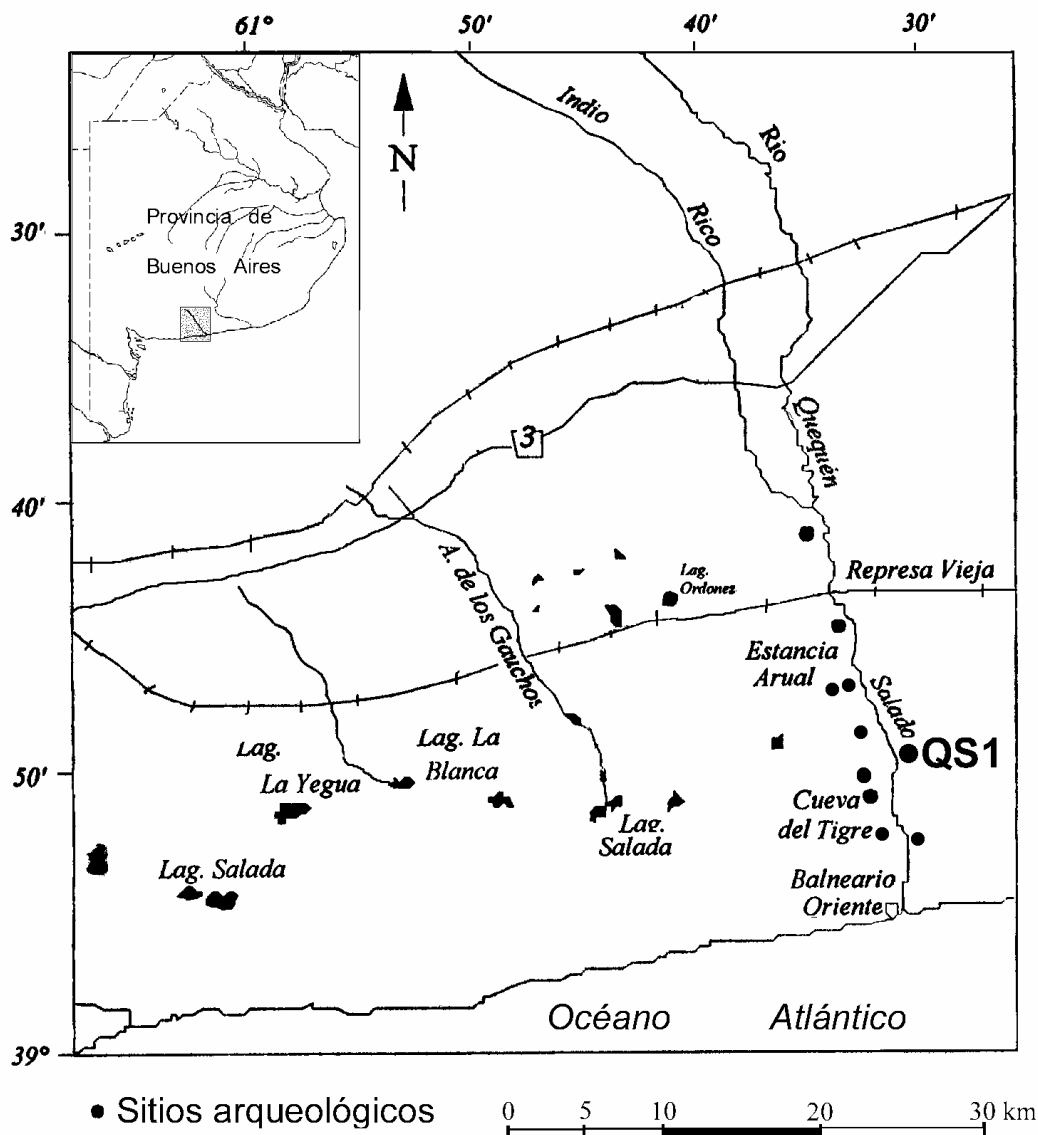 61° 50' 40' 30'
30'
40'
50'
39°
N
Provincia de
Buenos Aires
Indio
Rico
Rio
Quequén
Salado
3
A. de los Gauchos
Lag.
Ordonez
Represa Vieja
Estancia
Arual
QS1
Lag.
La Yegua
Lag. La
Blanca
Lag.
Salada
Cueva
del Tigre
Lag. Salada
Balneario
Oriente
Océano Atlántico
Sitios arqueológicos
0 5 10 20 30 km